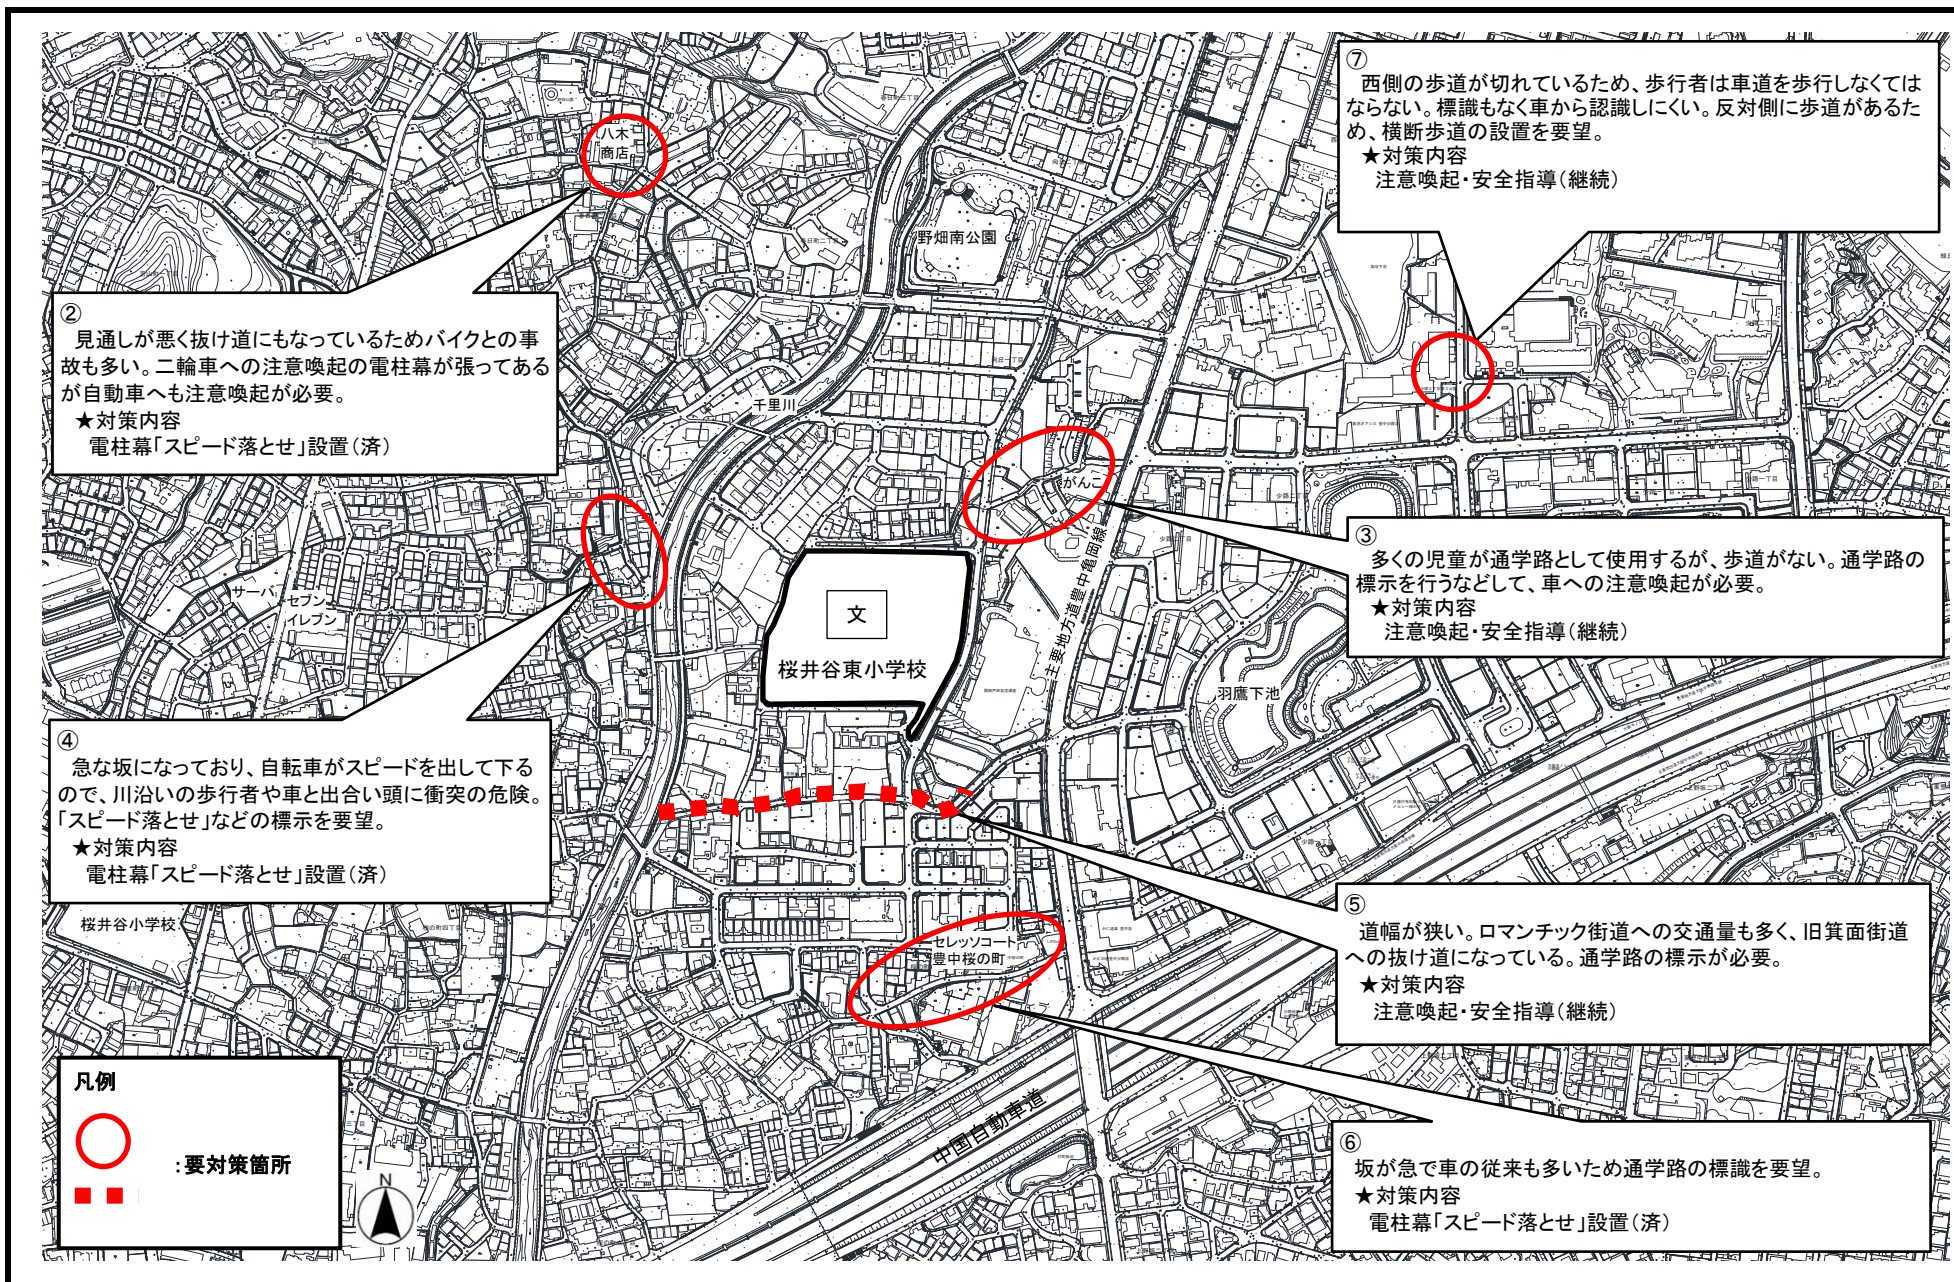 ⑦
西側の歩道が切れているため、歩行者は車道を歩行しなくては
ならない。標識もなく車から認識しにくい。反対側に歩道があるた
め、横断歩道の設置を要望。
★対策内容
注意喚起・安全指導（継続）
八木
商店
野畑南公園
②
見通しが悪く抜け道にもなっているためバイクとの事
故も多い。二輪車への注意喚起の電柱幕が張ってある
が自動車へも注意喚起が必要。
★対策内容
電柱幕「スピード落とせ」設置（済）
千里川
がんこ
主要地方道豊中亀岡線
③
多くの児童が通学路として使用するが、歩道がない。通学路の
標示を行うなどして、車への注意喚起が必要。
★対策内容
注意喚起・安全指導（継続）
サーパ
セブン
イレブン
文
桜井谷東小学校
羽鷹下池
④
急な坂になっており、自転車がスピードを出して下る
ので、川沿いの歩行者や車と出合い頭に衝突の危険。
「スピード落とせ」などの標示を要望。
★対策内容
電柱幕「スピード落とせ」設置（済）
桜井谷小学校
セレッソコート
豊中桜の町
⑤
道幅が狭い。ロマンチック街道への交通量も多く、旧箕面街道
への抜け道になっている。通学路の標示が必要。
★対策内容
注意喚起・安全指導（継続）
中国自動車道
⑥
坂が急で車の従来も多いため通学路の標識を要望。
★対策内容
電柱幕「スピード落とせ」設置（済）
凡例
：要対策箇所
N